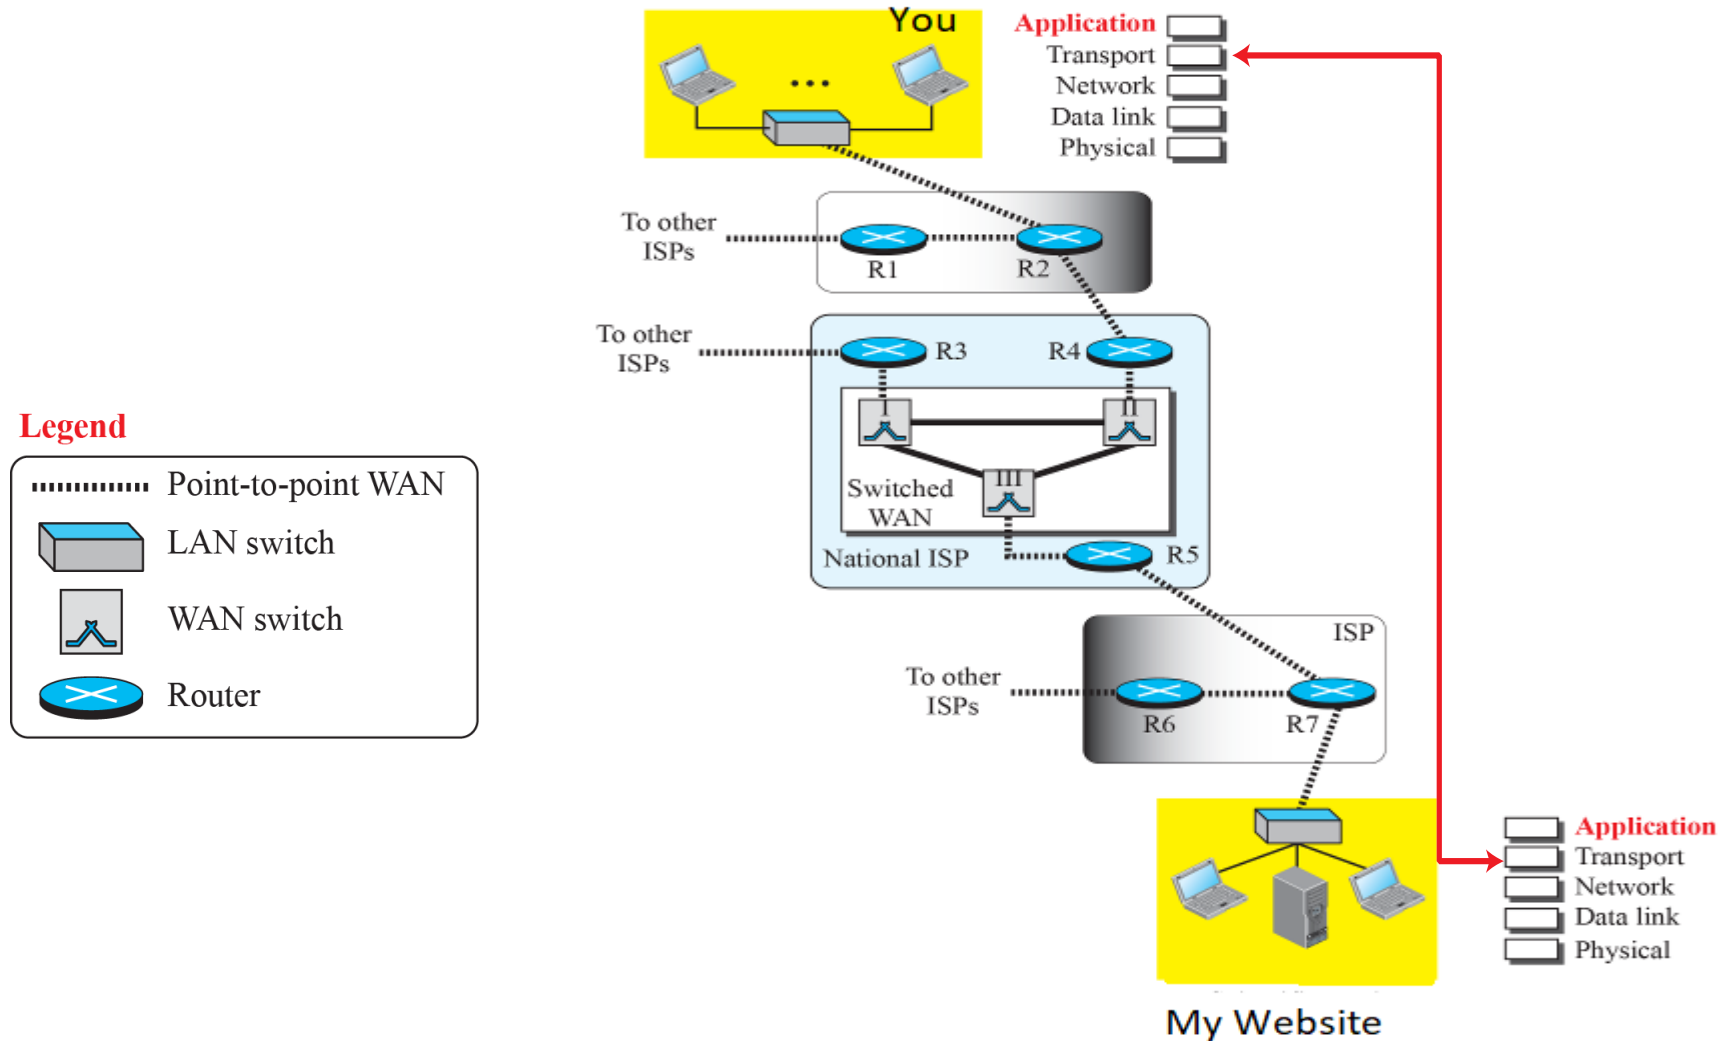 You
Application
Transport
Network
Data link
Physical
To other
ISPs
R1
R2
To other
ISPs
R3
R4
I
II
III
Switched
WAN
National ISP
R5
Legend
Point-to-point WAN
LAN switch
WAN switch
Router
ISP
To other
ISPs
R6
R7
Application
Transport
Network
Data link
Physical
My Website